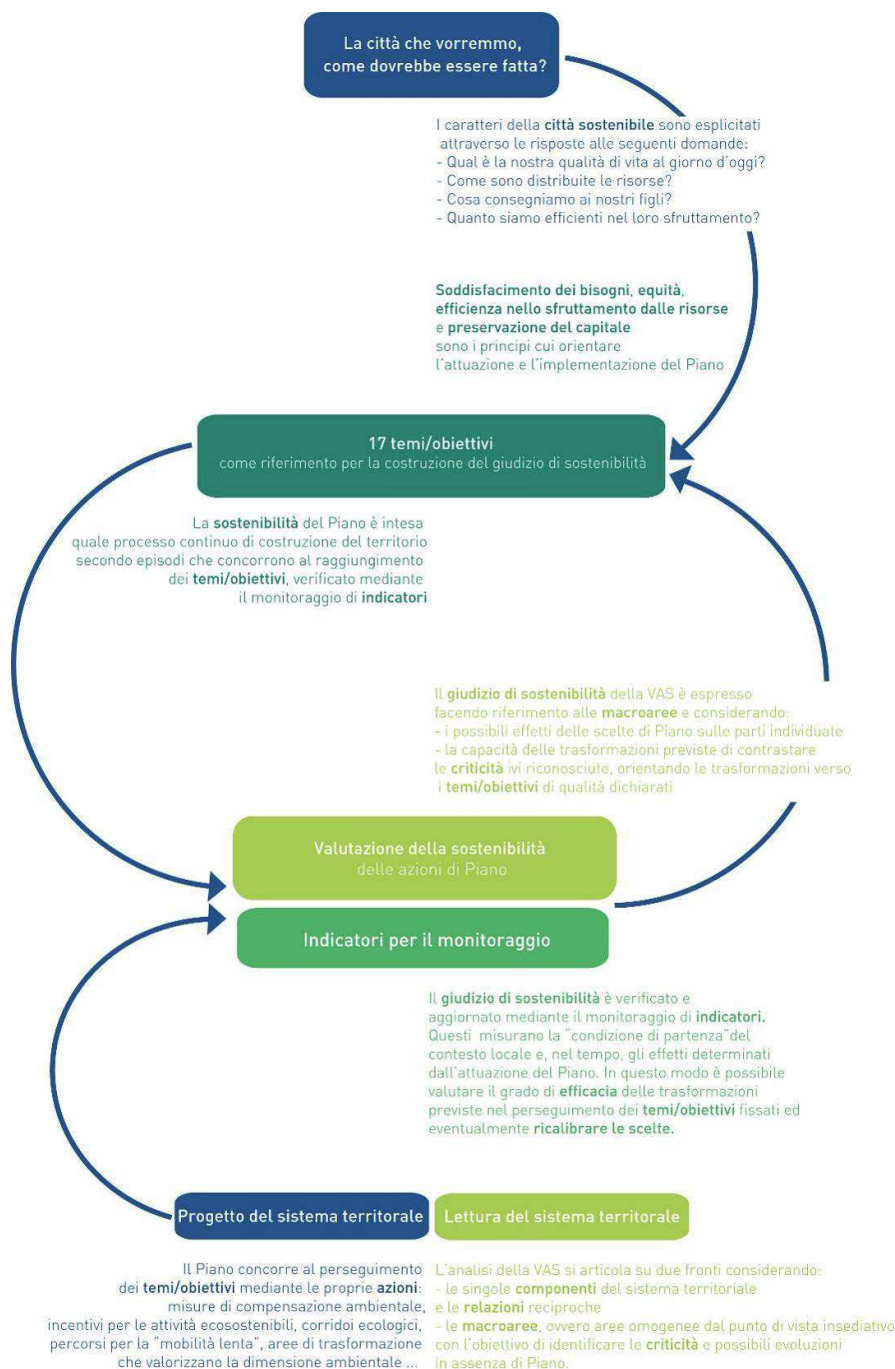 La città che vorremmo,
come dovrebbe essere fatta?
I caratteri della città sostenibile sono esplicitati
attraverso le risposte alle seguenti domande:
- Qual è la nostra qualità di vita al giorno d'oggi?
- Come sono distribuite le risorse?
- Cosa consegniamo ai nostri figli?
- Quanto siamo efficienti nel loro sfruttamento?
Soddisfacimento dei bisogni, equità,
efficienza nello sfruttamento dalle risorse
e preservazione del capitale
sono i principi cui orientare
l'attuazione e l'implementazione del Piano
17 temi/obiettivi
come riferimento per la costruzione del giudizio di sostenibilità
La sostenibilità del Piano è intesa
quale processo continuo di costruzione del territorio
secondo episodi che concorrono al raggiungimento
dei temi/obiettivi, verificato mediante
il monitoraggio di indicatori
Il giudizio di sostenibilità della VAS è espresso
facendo riferimento alle macroaree e considerando:
- i possibili effetti delle scelte di Piano sulle parti individuate
- la capacità delle trasformazioni previste di contrastare
le criticità ivi riconosciute, orientando le trasformazioni verso
i temi/obiettivi di qualità dichiarati
Valutazione della sostenibilità
delle azioni di Piano
Indicatori per il monitoraggio
Il giudizio di sostenibilità è verificato e
aggiornato mediante il monitoraggio di indicatori.
Questi misurano la "condizione di partenza"del
contesto locale e, nel tempo, gli effetti determinati
dall'attuazione del Piano. In questo modo è possibile
valutare il grado di efficacia delle trasformazioni
previste nel perseguimento dei temi/obiettivi fissati ed
eventualmente ricalibrare le scelte.
Progetto del sistema territorale
Il Piano concorre al perseguimento
dei temi/obiettivi mediante le proprie azioni:
misure di compensazione ambientale,
incentivi per le attività ecosostenibili, corridoi ecologici,
percorsi per la "mobilità lenta", aree di trasformazione
che valorizzano la dimensione ambientale ...
Lettura del sistema territorale
L'analisi della VAS si articola su due fronti considerando:
- le singole componenti del sistema territoriale
e le relazioni reciproche
- le macroaree, ovvero aree omogenee dal punto di vista insediativo
con l'obiettivo di identificare le criticità e possibili evoluzioni
in assenza di Piano.